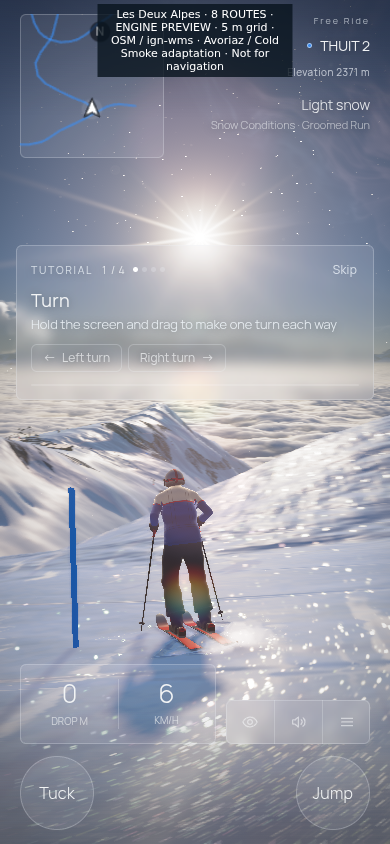 Les Deux Alpes · 8 ROUTES ·
ENGINE PREVIEW · 5 m grid ·
OSM / ign-wms · Avoriaz / Cold
Smoke adaptation · Not for
navigation
N
Free Ride
THUIT 2
Elevation 2371 m
Light snow
Snow Conditions · Groomed Run
TUTORIAL 1 / 4
Skip
Turn
Hold the screen and drag to make one turn each way
← Left turn
Right turn →
0
DROP M
6
KM/H
Tuck
Jump